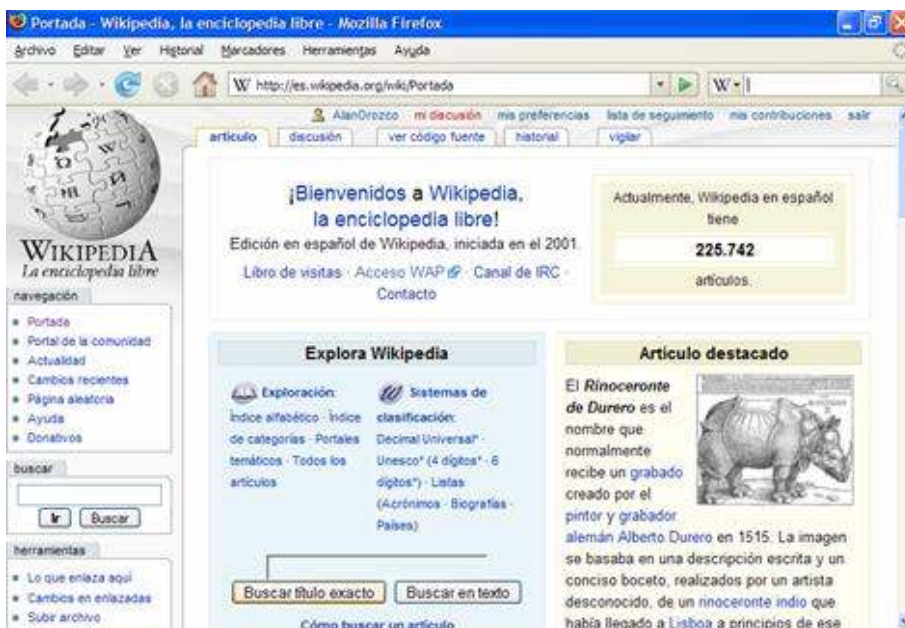 Portada - Wikipedia, la enciclopedia libre - Mozilla Firefox
Archivo Editar Ver Historial Marcadores Herramientas Ayuda
W http://es.wikipedia.org/wiki/Portada
W
AlanOrozco mi discusión mis preferencias lista de seguimiento mis contribuciones salir
artículo discusión ver código fuente historial vigilar
WIKIPEDIA
La enciclopedia libre
navegación
Portada
Portal de la comunidad
Actualidad
Cambios recientes
Página aleatoria
Ayuda
Donativos
buscar
Ir Buscar
herramientas
Lo que enlaza aquí
Cambios en enlazadas
Subir archivo
¡Bienvenidos a Wikipedia,
la enciclopedia libre!
Edición en español de Wikipedia, iniciada en el 2001.
Libro de visitas · Acceso WAP · Canal de IRC ·
Contacto
Actualmente, Wikipedia en español
tiene
225.742
artículos.
Explora Wikipedia
Exploración:
Índice alfabético · Índice
de categorías · Portales
temáticos · Todos los
artículos
Sistemas de
clasificación:
Decimal Universal* ·
Unesco* (4 dígitos* · 6
dígitos*) · Listas
(Acrónimos · Biografías ·
Países)
Buscar título exacto Buscar en texto
Cómo buscar un artículo
Artículo destacado
El Rinoceronte
de Durero es el
nombre que
normalmente
recibe un grabado
creado por el
pintor y grabador
alemán Alberto Durero en 1515. La imagen
se basaba en una descripción escrita y un
conciso boceto, realizados por un artista
desconocido, de un rinoceronte indio que
había llegado a Lisboa a principios de ese